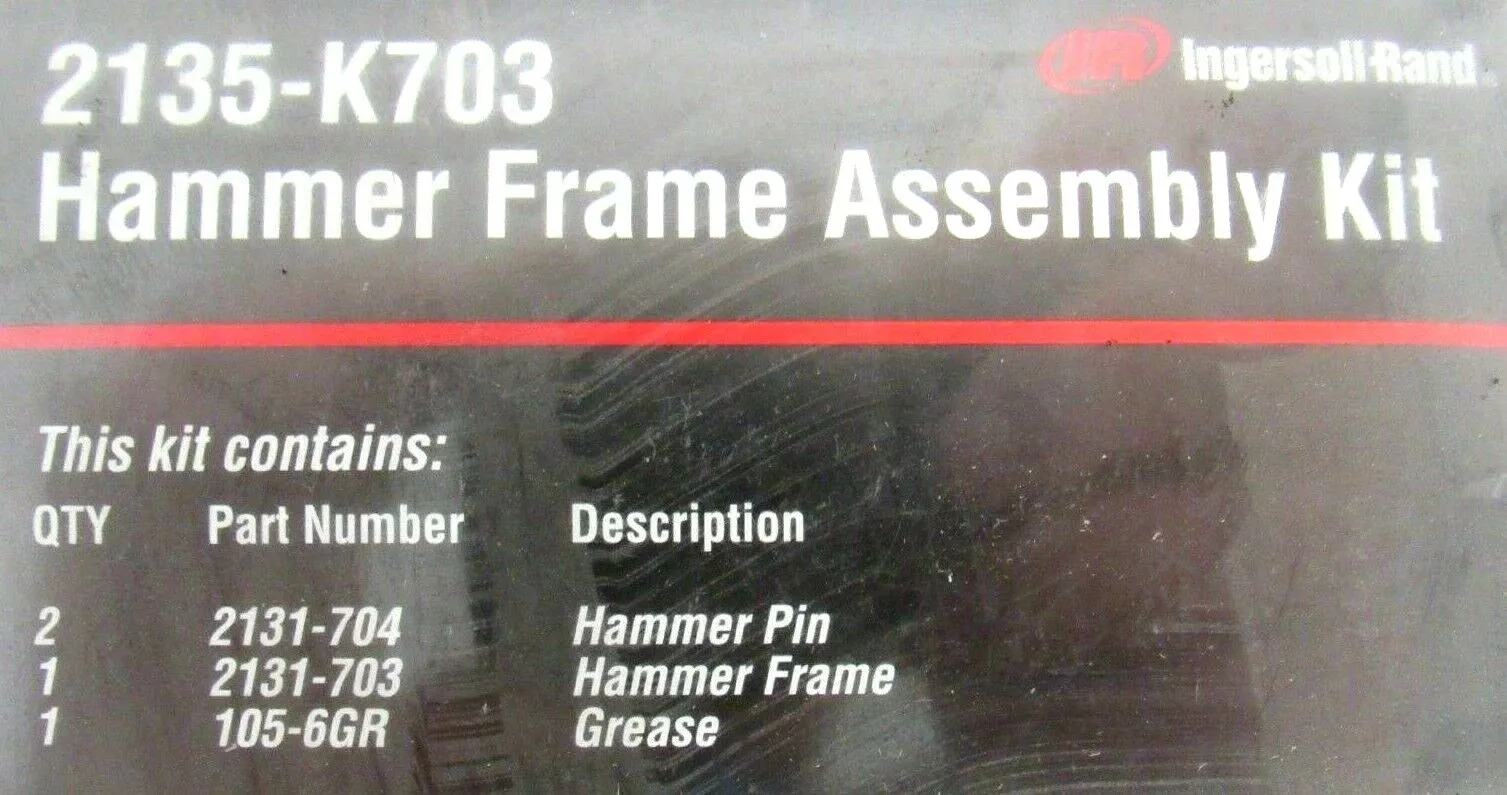 2135-K703
IR Ingersoll-Rand
Hammer Frame Assembly Kit
This kit contains:
QTY Part Number Description
2 2131-704 Hammer Pin
1 2131-703 Hammer Frame
1 105-6GR Grease